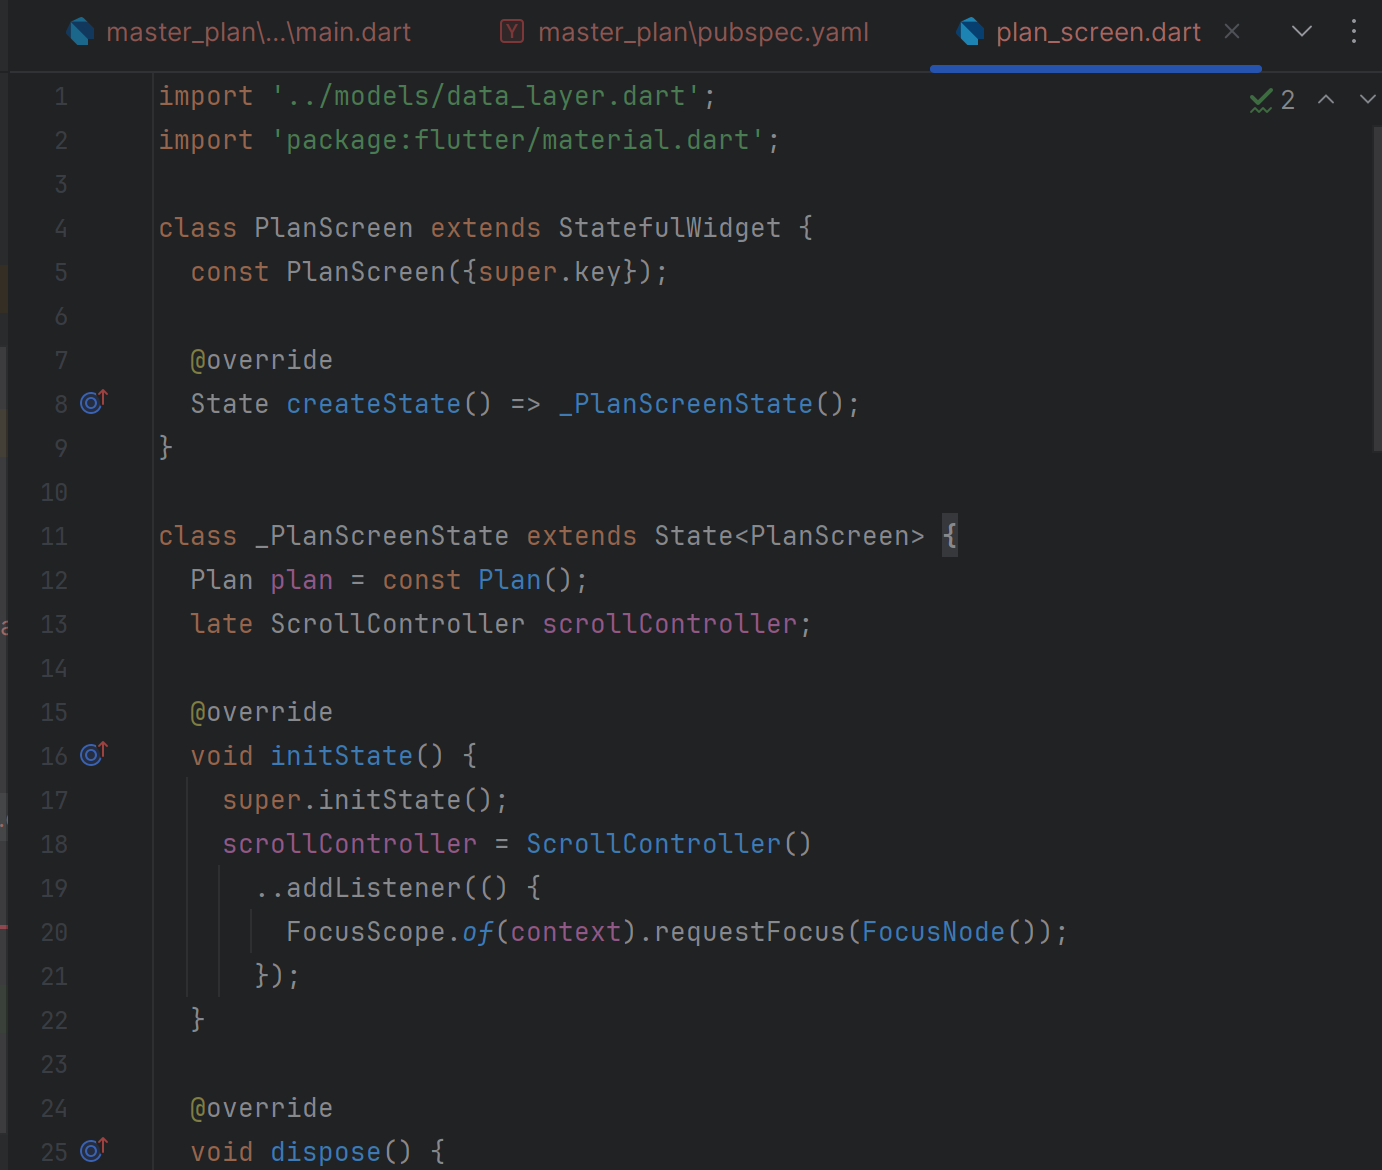 master_plan\...\main.dart
master_plan\pubspec.yaml
plan_screen.dart
2
1 import '../models/data_layer.dart';
2 import 'package:flutter/material.dart';
3
4 class PlanScreen extends StatefulWidget {
5 const PlanScreen({super.key});
6
7 @override
8 State createState() => _PlanScreenState();
9 }
10
11 class _PlanScreenState extends State<PlanScreen> {
12 Plan plan = const Plan();
13 late ScrollController scrollController;
14
15 @override
16 void initState() {
17 super.initState();
18 scrollController = ScrollController()
19 ..addListener(() {
20 FocusScope.of(context).requestFocus(FocusNode());
21 });
22 }
23
24 @override
25 void dispose() {